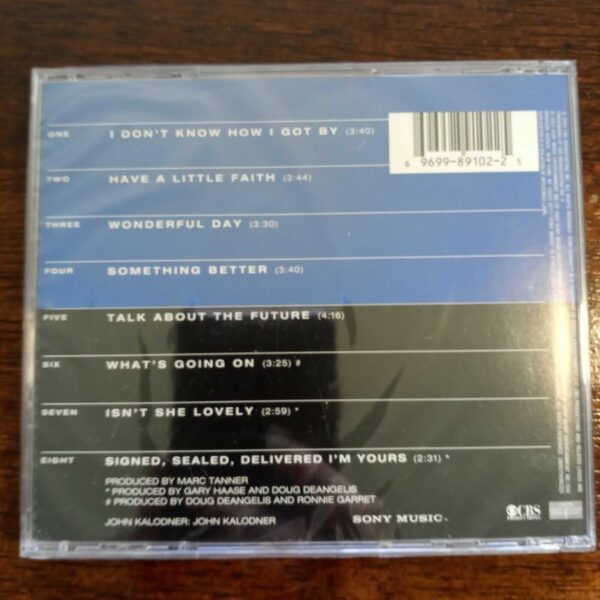 ONE I DON'T KNOW HOW I GOT BY (3:40)
6 9699-89102-2 5
TWO HAVE A LITTLE FAITH (3:44)
THREE WONDERFUL DAY (3:30)
FOUR SOMETHING BETTER (3:40)
FIVE TALK ABOUT THE FUTURE (4:16)
SIX WHAT'S GOING ON (3:25) #
SEVEN ISN'T SHE LOVELY (2:59) *
EIGHT SIGNED, SEALED, DELIVERED I'M YOURS (2:31) *
PRODUCED BY MARC TANNER
* PRODUCED BY GARY HAASE AND DOUG DEANGELIS
# PRODUCED BY DOUG DEANGELIS AND RONNIE GARRET
JOHN KALODNER: JOHN KALODNER
SONY MUSIC
CBS
PRODUCTIONS